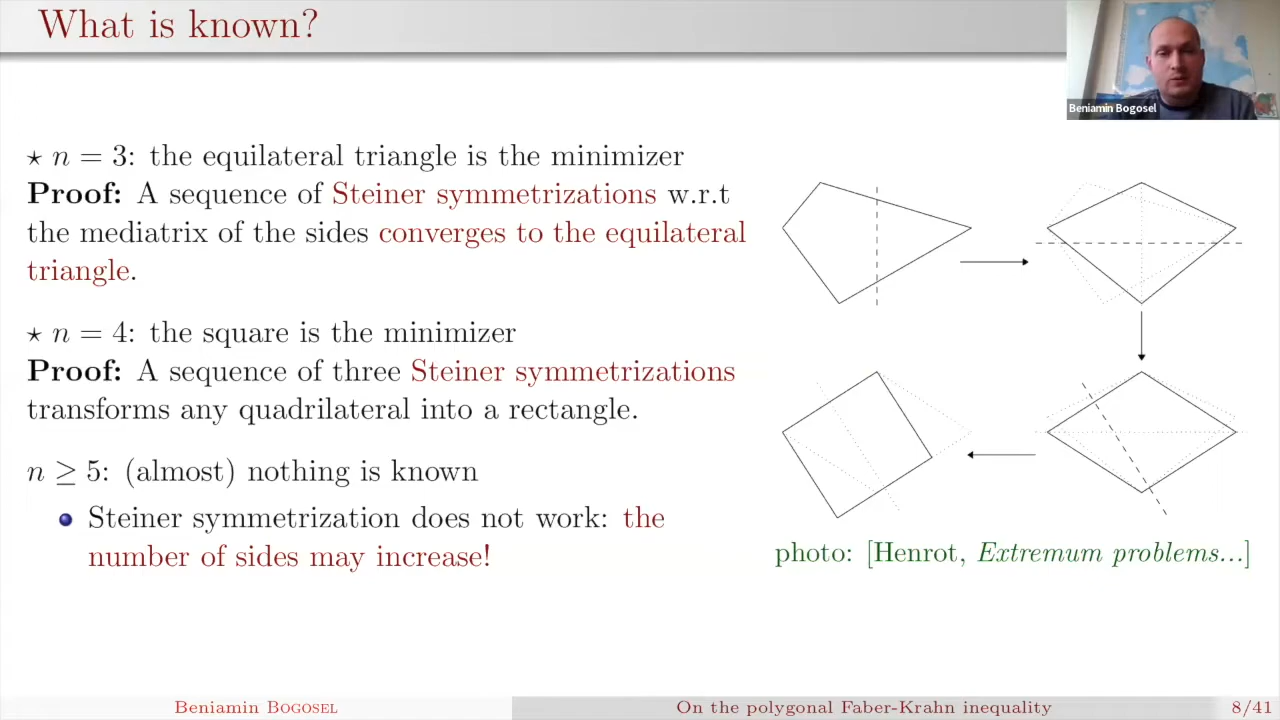 What is known?
Beniamin Bogosel
⋆ n = 3: the equilateral triangle is the minimizer
Proof: A sequence of Steiner symmetrizations w.r.t
the mediatrix of the sides converges to the equilateral
triangle.
⋆ n = 4: the square is the minimizer
Proof: A sequence of three Steiner symmetrizations
transforms any quadrilateral into a rectangle.
n ≥ 5: (almost) nothing is known
Steiner symmetrization does not work: the
number of sides may increase!
photo: [Henrot, Extremum problems...]
Beniamin BOGOSEL
On the polygonal Faber-Krahn inequality
8/41